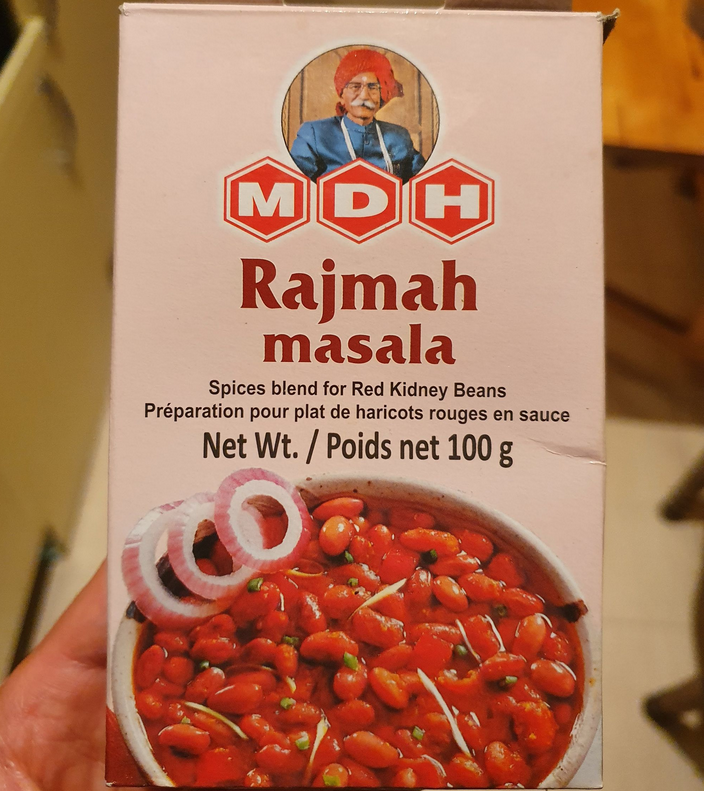 MDH
Rajmah
masala
Spices blend for Red Kidney Beans
Préparation pour plat de haricots rouges en sauce
Net Wt. / Poids net 100 g